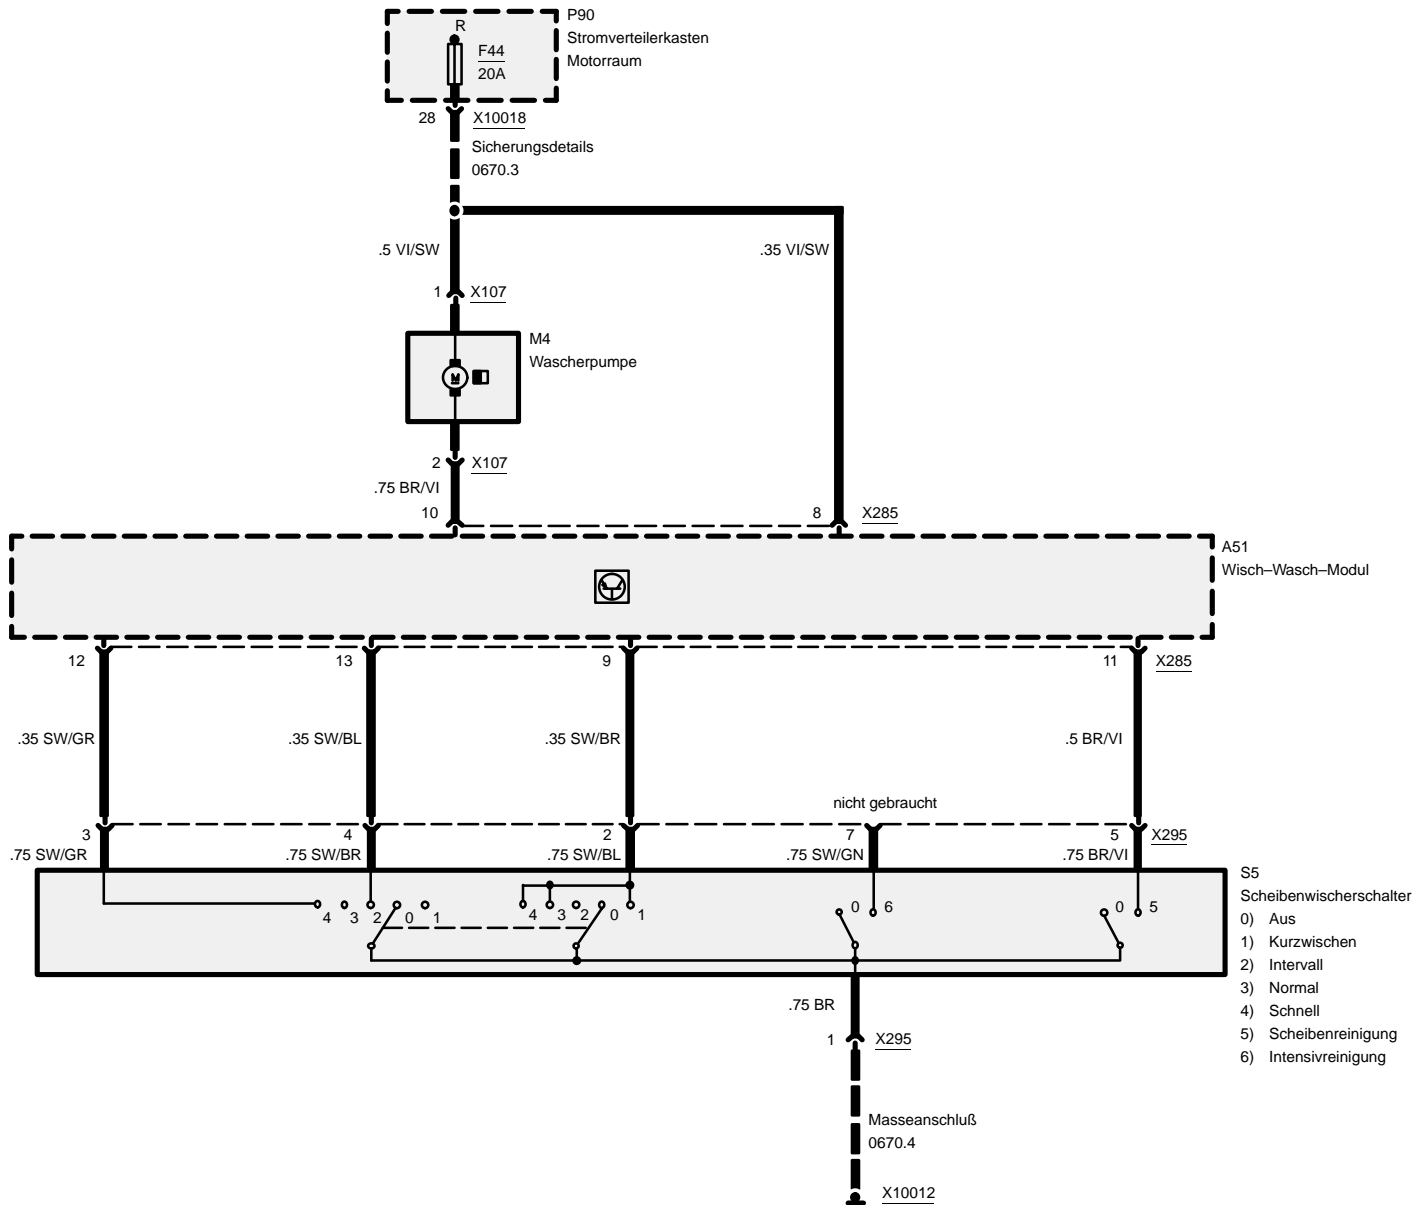 P90
Stromverteilerkasten
Motorraum
R
F44
20A
28 X10018
Sicherungsdetails
0670.3
.5 VI/SW .35 VI/SW
1 X107
M4
Wascherpumpe
M
2 X107
.75 BR/VI
10 8 X285
A51
Wisch–Wasch–Modul
12 13 9 11 X285
.35 SW/GR .35 SW/BL .35 SW/BR .5 BR/VI
nicht gebraucht
3 4 2 7 5 X295
.75 SW/GR .75 SW/BR .75 SW/BL .75 SW/GN .75 BR/VI
4 3 2 0 1 4 3 2 0 1 0 6 0 5
S5
Scheibenwischerschalter
0) Aus
1) Kurzwischen
2) Intervall
3) Normal
4) Schnell
5) Scheibenreinigung
6) Intensivreinigung
.75 BR
1 X295
Masseanschluß
0670.4
X10012